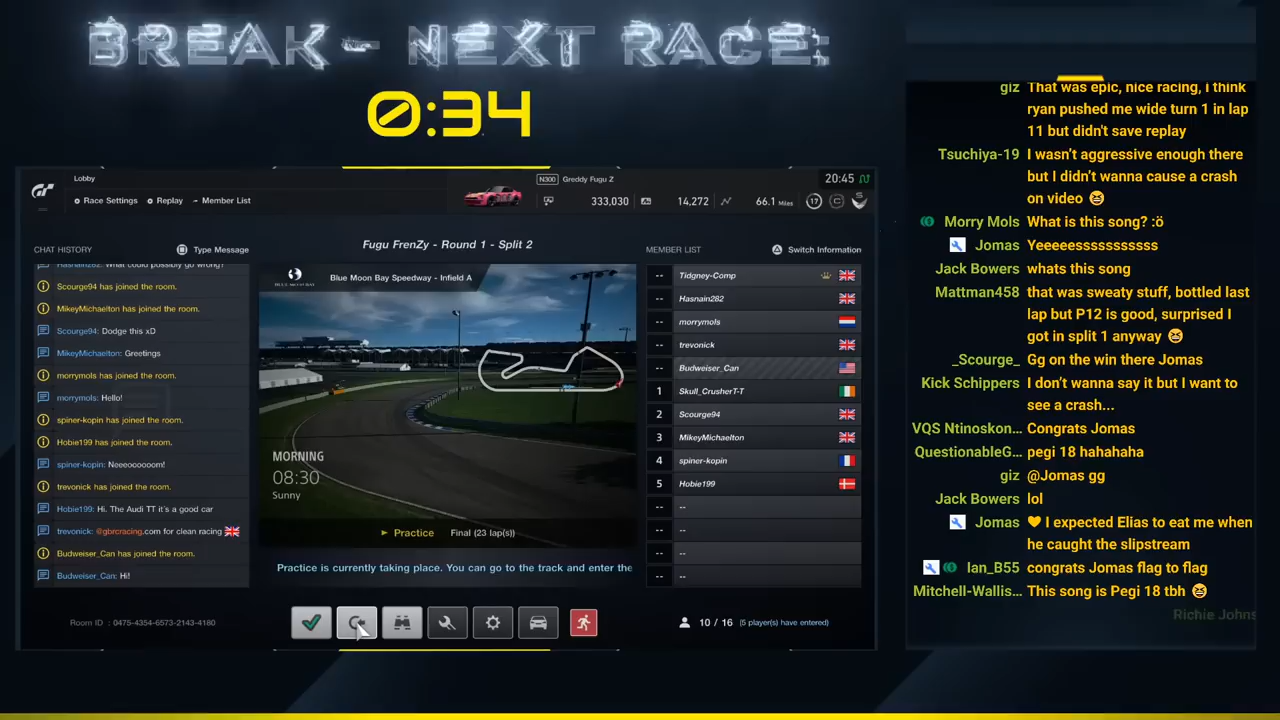 BREAK - NEXT RACE:
0:34
Lobby
Race Settings Replay Member List
N300 Greddy Fugu Z
333,030 14,272 66.1 Miles
20:45
17 C S
CHAT HISTORY
Type Message
Hasnain282: What could possibly go wrong?
Scourge94 has joined the room.
MikeyMichaelton has joined the room.
Scourge94: Dodge this xD
MikeyMichaelton: Greetings
morrymols has joined the room.
morrymols: Hello!
spiner-kopin has joined the room.
Hobie199 has joined the room.
spiner-kopin: Neeeooooom!
trevonick has joined the room.
Hobie199: Hi. The Audi TT it's a good car
trevonick: @gbrcracing.com for clean racing
Budweiser_Can has joined the room.
Budweiser_Can: Hi!
Room ID : 0475-4354-6573-2143-4180
Fugu FrenZy - Round 1 - Split 2
Blue Moon Bay Speedway - Infield A
MORNING
08:30
Sunny
Practice Final (23 lap(s))
Practice is currently taking place. You can go to the track and enter the
MEMBER LIST
Switch Information
-- Tidgney-Comp
-- Hasnain282
-- morrymols
-- trevonick
-- Budweiser_Can
1 Skull_CrusherT-T
2 Scourge94
3 MikeyMichaelton
4 spiner-kopin
5 Hobie199
-- --
-- --
-- --
-- --
10 / 16 (5 player(s) have entered)
giz That was epic, nice racing, I think
ryan pushed me wide turn 1 in lap
11 but didn't save replay
Tsuchiya-19 I wasn't aggressive enough there
but I didn't wanna cause a crash
on video
Morry Mols What is this song? :ö
Jomas Yeeeeesssssssssss
Jack Bowers whats this song
Mattman458 that was sweaty stuff, bottled last
lap but P12 is good, surprised I
got in split 1 anyway
_Scourge_ Gg on the win there Jomas
Kick Schippers I don't wanna say it but I want to
see a crash...
VQS Ntinoskon... Congrats Jomas
QuestionableG... pegi 18 hahahaha
giz @Jomas gg
Jack Bowers lol
Jomas I expected Elias to eat me when
he caught the slipstream
Ian_B55 congrats Jomas flag to flag
Mitchell-Wallis... This song is Pegi 18 tbh
Richie Johns